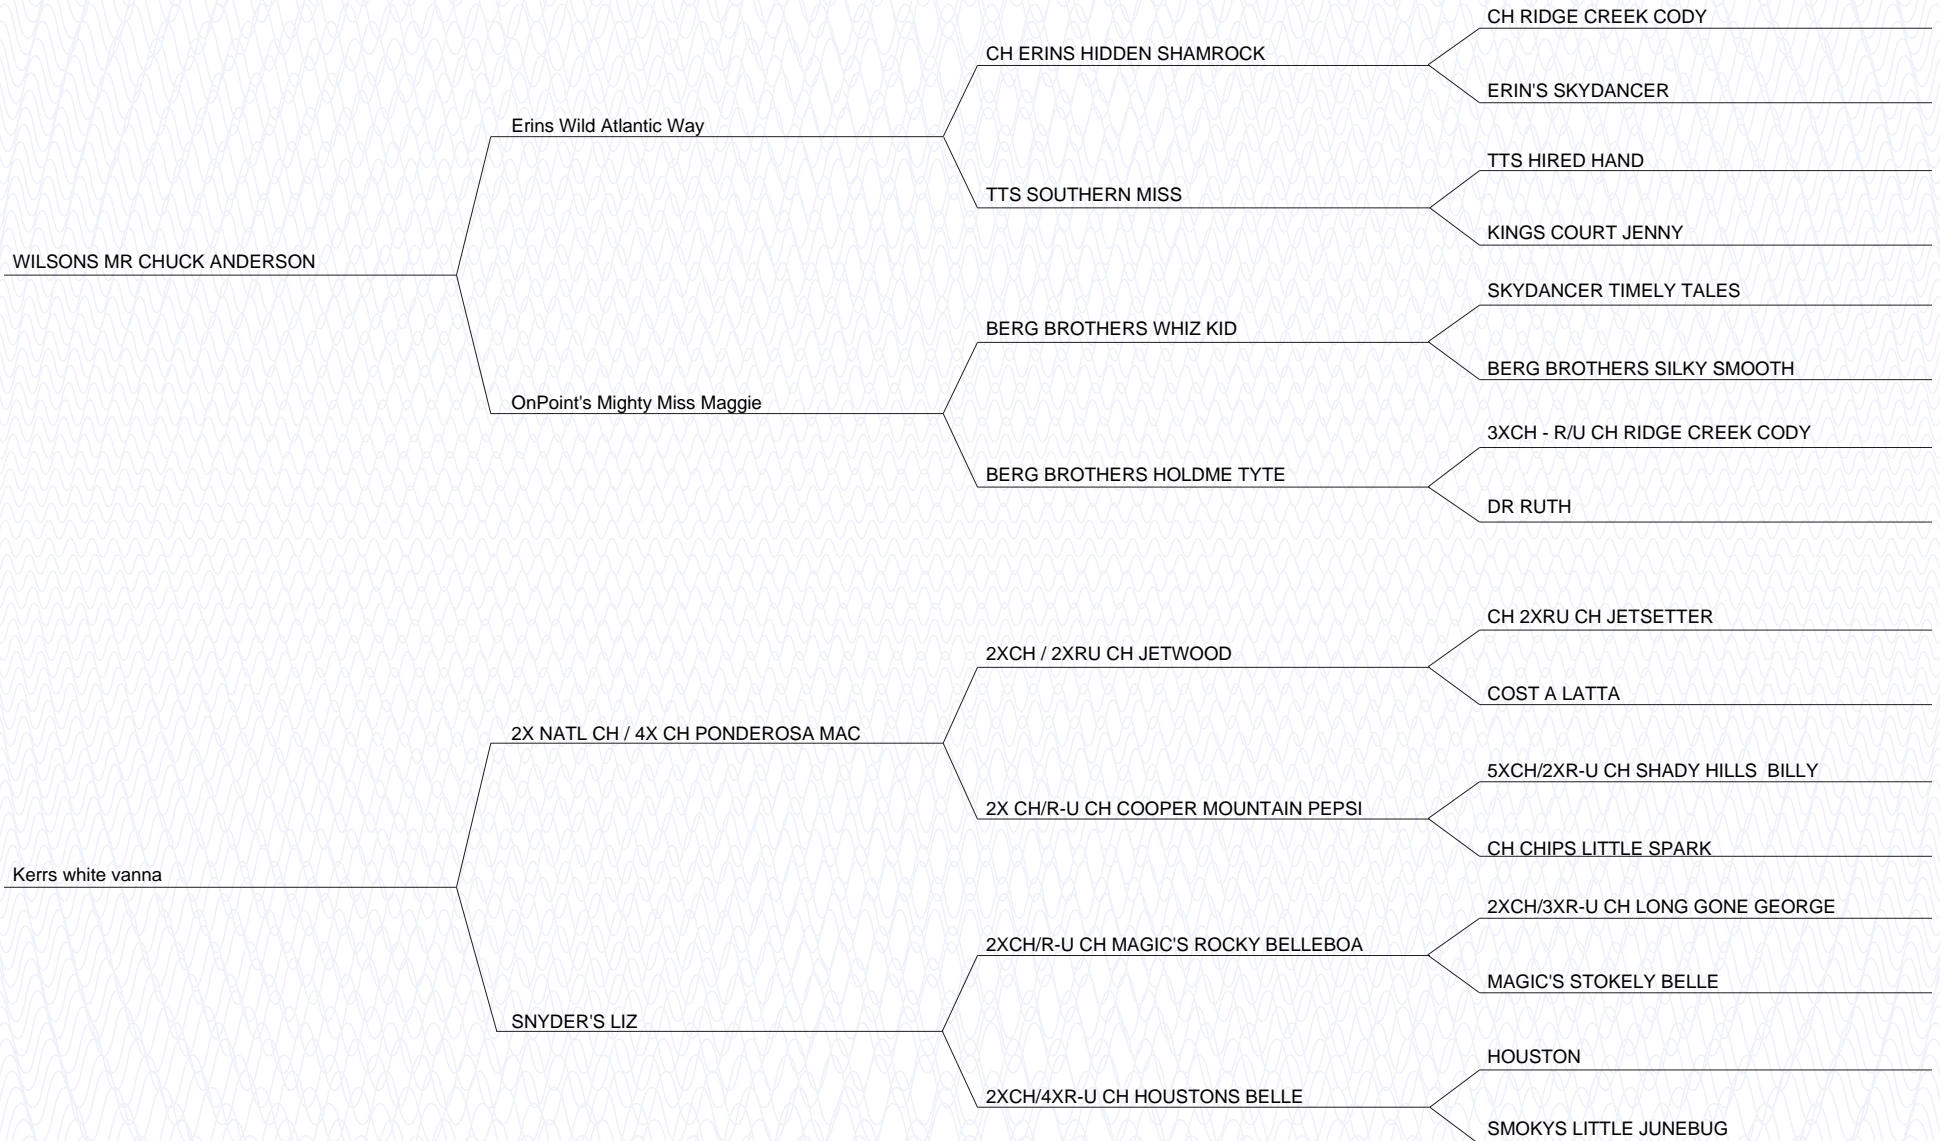 CH RIDGE CREEK CODY
CH ERINS HIDDEN SHAMROCK
ERIN'S SKYDANCER
Erins Wild Atlantic Way
TTS HIRED HAND
TTS SOUTHERN MISS
KINGS COURT JENNY
WILSONS MR CHUCK ANDERSON
SKYDANCER TIMELY TALES
BERG BROTHERS WHIZ KID
BERG BROTHERS SILKY SMOOTH
OnPoint's Mighty Miss Maggie
3XCH - R/U CH RIDGE CREEK CODY
BERG BROTHERS HOLDME TYTE
DR RUTH
CH 2XRU CH JETSETTER
2XCH / 2XRU CH JETWOOD
COST A LATTA
2X NATL CH / 4X CH PONDEROSA MAC
5XCH/2XR-U CH SHADY HILLS  BILLY
2X CH/R-U CH COOPER MOUNTAIN PEPSI
CH CHIPS LITTLE SPARK
Kerrs white vanna
2XCH/3XR-U CH LONG GONE GEORGE
2XCH/R-U CH MAGIC'S ROCKY BELLEBOA
MAGIC'S STOKELY BELLE
SNYDER'S LIZ
HOUSTON
2XCH/4XR-U CH HOUSTONS BELLE
SMOKYS LITTLE JUNEBUG